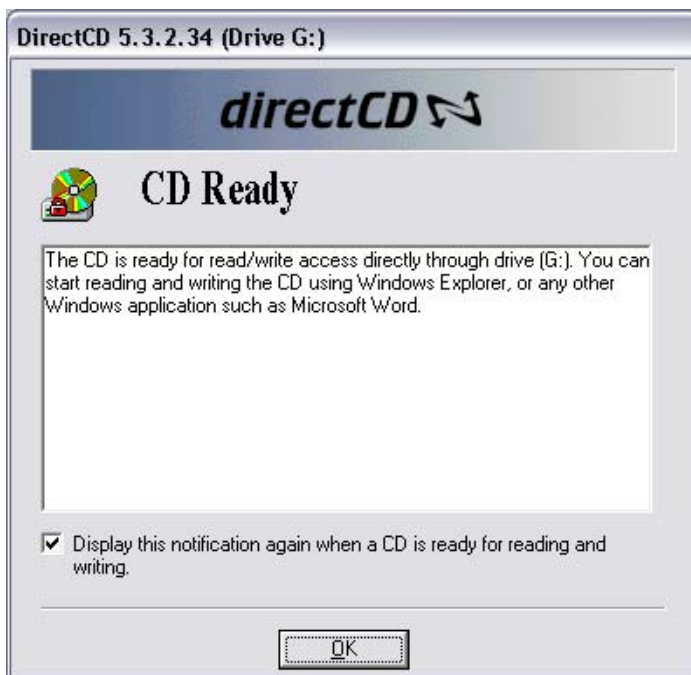 DirectCD 5.3.2.34 (Drive G:)
directCD
CD Ready
The CD is ready for read/write access directly through drive (G:). You can
start reading and writing the CD using Windows Explorer, or any other
Windows application such as Microsoft Word.
Display this notification again when a CD is ready for reading and
writing.
OK